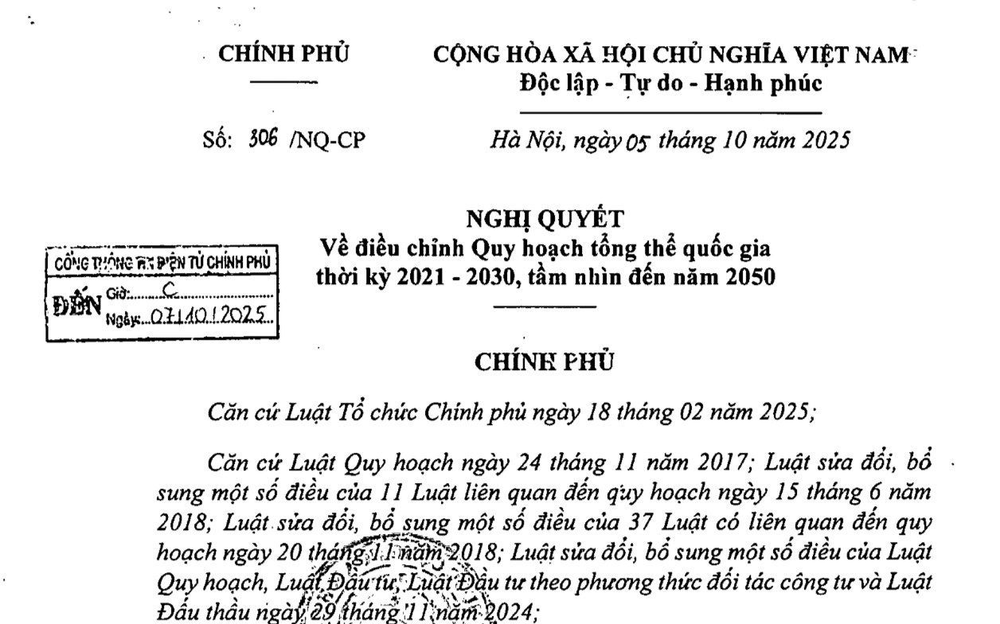 CHÍNH PHỦ
CỘNG HÒA XÃ HỘI CHỦ NGHĨA VIỆT NAM
Độc lập - Tự do - Hạnh phúc
Số: 306 /NQ-CP
Hà Nội, ngày 05 tháng 10 năm 2025
NGHỊ QUYẾT
Về điều chỉnh Quy hoạch tổng thể quốc gia
thời kỳ 2021 - 2030, tầm nhìn đến năm 2050
CỔNG THÔNG TIN ĐIỆN TỬ CHÍNH PHỦ
ĐẾN
Giờ: C
Ngày: 07/10/2025
CHÍNH PHỦ
Căn cứ Luật Tổ chức Chính phủ ngày 18 tháng 02 năm 2025;
Căn cứ Luật Quy hoạch ngày 24 tháng 11 năm 2017; Luật sửa đổi, bổ
sung một số điều của 11 Luật liên quan đến quy hoạch ngày 15 tháng 6 năm
2018; Luật sửa đổi, bổ sung một số điều của 37 Luật có liên quan đến quy
hoạch ngày 20 tháng 11 năm 2018; Luật sửa đổi, bổ sung một số điều của Luật
Quy hoạch, Luật Đầu tư, Luật Đầu tư theo phương thức đối tác công tư và Luật
Đấu thầu ngày 29 tháng 11 năm 2024;